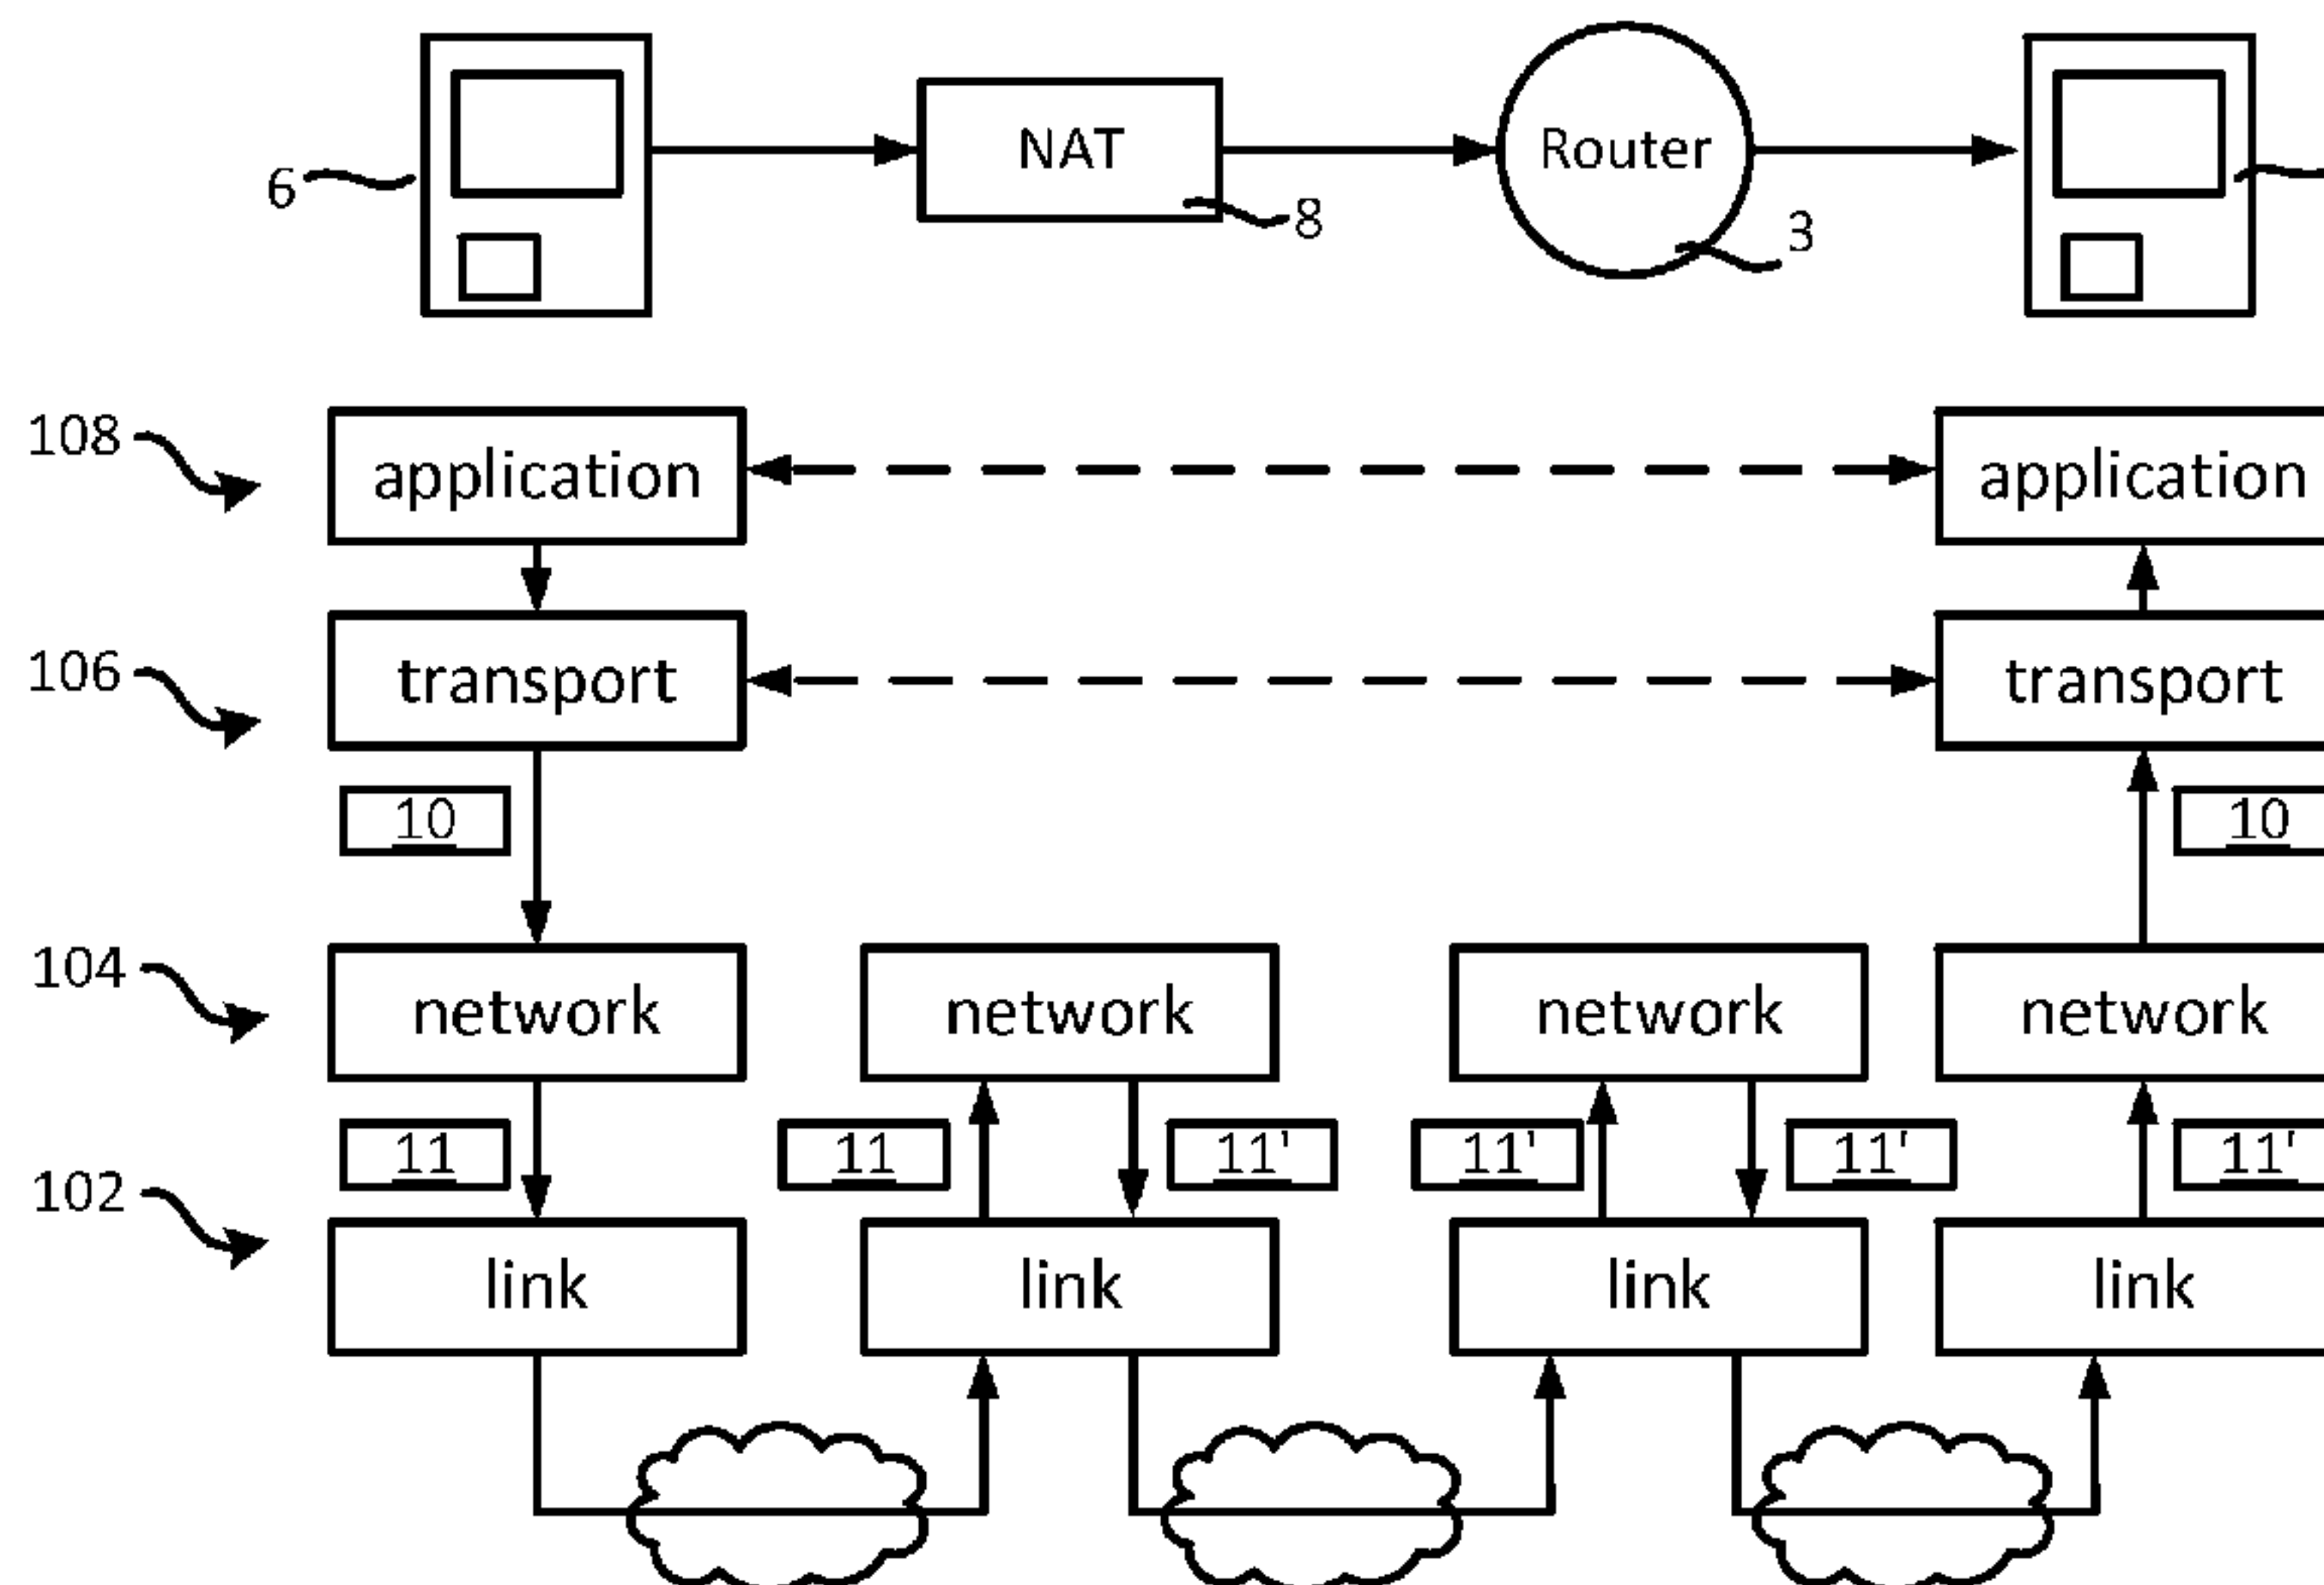 NAT
Router
6
8
3
108
application
application
106
transport
transport
10
10
104
network
network
network
network
11
11
11'
11'
11'
11'
102
link
link
link
link